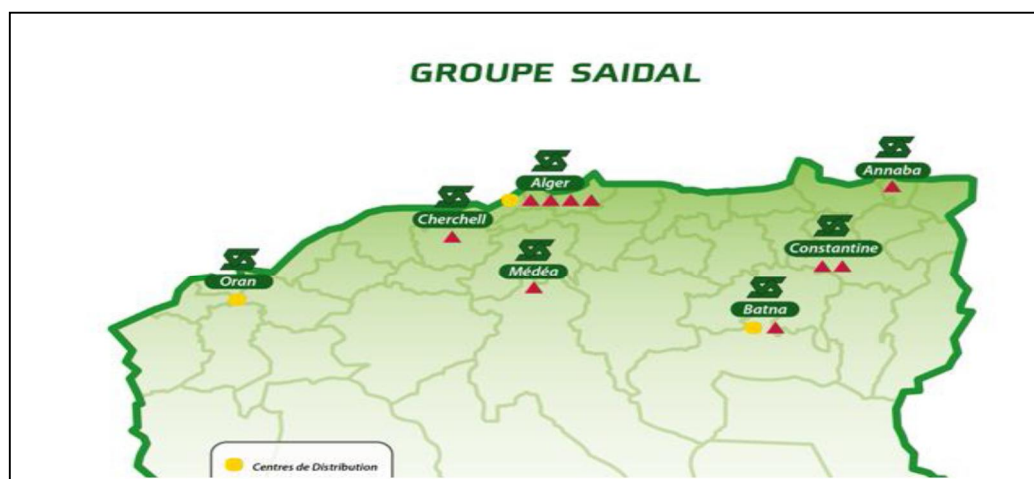 GROUPE SAIDAL
Annaba
Alger
Cherchell
Constantine
Médéa
Oran
Batna
Centres de Distribution